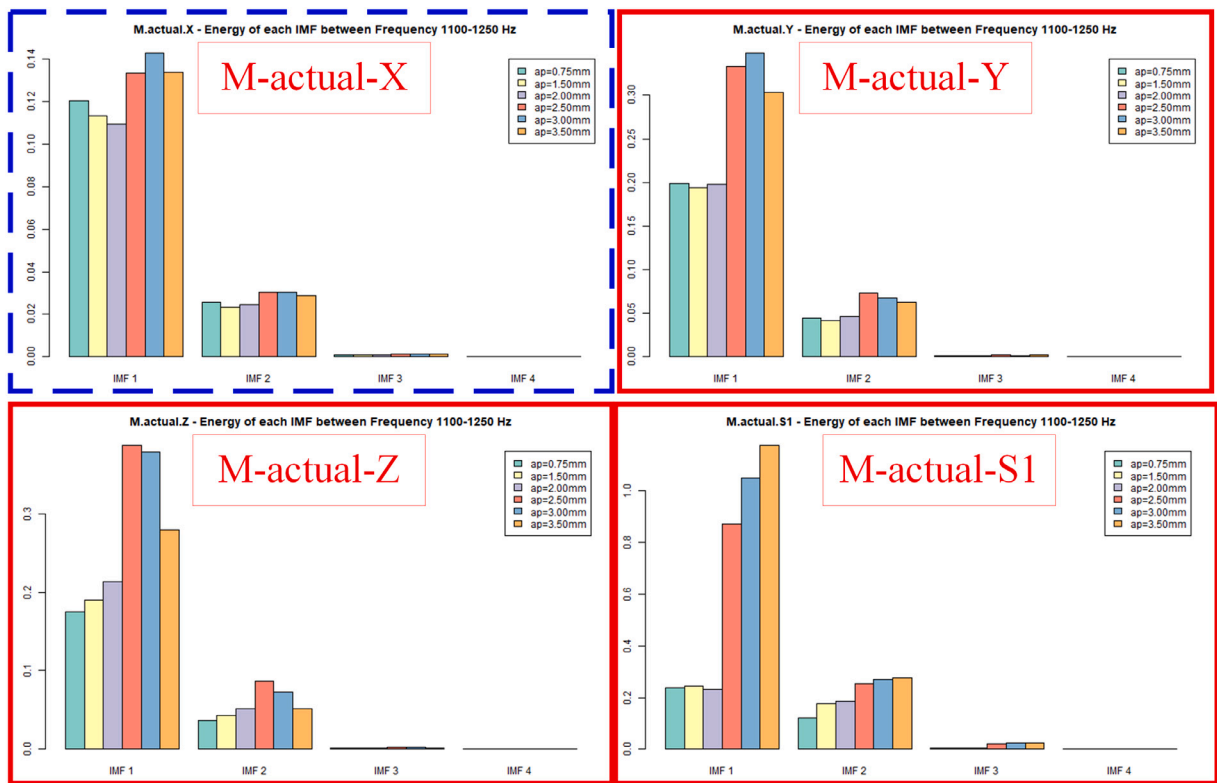 M.actual.X - Energy of each IMF between Frequency 1100-1250 Hz
M-actual-X
ap=0.75mm
ap=1.50mm
ap=2.00mm
ap=2.50mm
ap=3.00mm
ap=3.50mm
0.14
0.12
0.10
0.08
0.06
0.04
0.02
0.00
IMF 1 IMF 2 IMF 3 IMF 4
M.actual.Y - Energy of each IMF between Frequency 1100-1250 Hz
M-actual-Y
ap=0.75mm
ap=1.50mm
ap=2.00mm
ap=2.50mm
ap=3.00mm
ap=3.50mm
0.30
0.25
0.20
0.15
0.10
0.05
0.00
IMF 1 IMF 2 IMF 3 IMF 4
M.actual.Z - Energy of each IMF between Frequency 1100-1250 Hz
M-actual-Z
ap=0.75mm
ap=1.50mm
ap=2.00mm
ap=2.50mm
ap=3.00mm
ap=3.50mm
0.3
0.2
0.1
0.0
IMF 1 IMF 2 IMF 3 IMF 4
M.actual.S1 - Energy of each IMF between Frequency 1100-1250 Hz
M-actual-S1
ap=0.75mm
ap=1.50mm
ap=2.00mm
ap=2.50mm
ap=3.00mm
ap=3.50mm
1.0
0.8
0.6
0.4
0.2
0.0
IMF 1 IMF 2 IMF 3 IMF 4